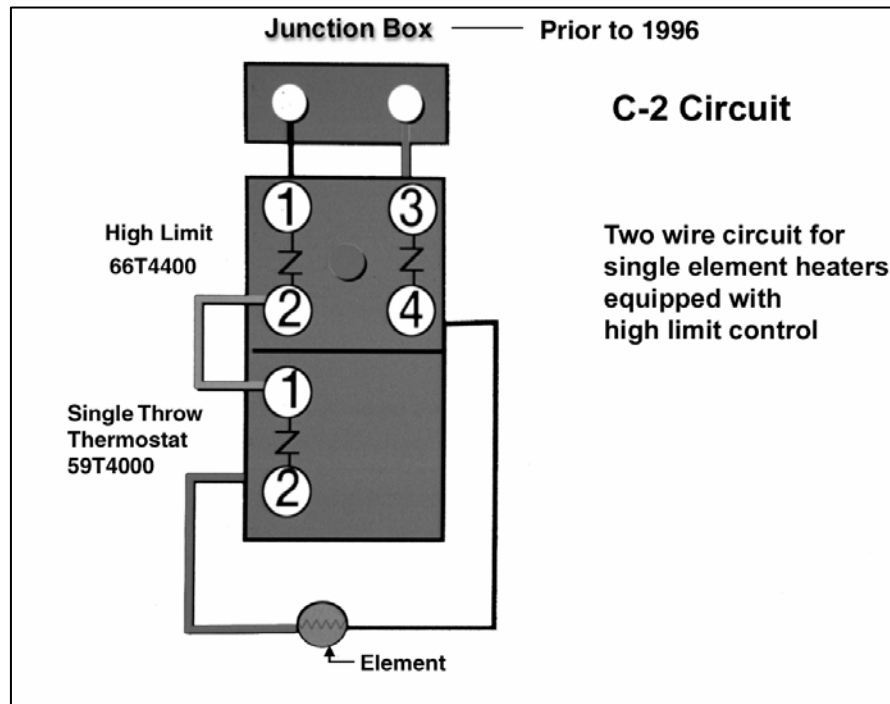 Junction Box
Prior to 1996
C-2 Circuit
1
3
High Limit
66T4400
2
4
Two wire circuit for
single element heaters
equipped with
high limit control
1
Single Throw
Thermostat
59T4000
2
Element